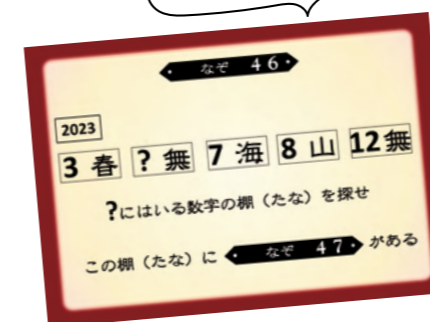 なぞ 46
2023
3 春 ? 無 7 海 8 山 12 無
?にはいる数字の棚（たな）を探せ
この棚（たな）に なぞ 47 がある